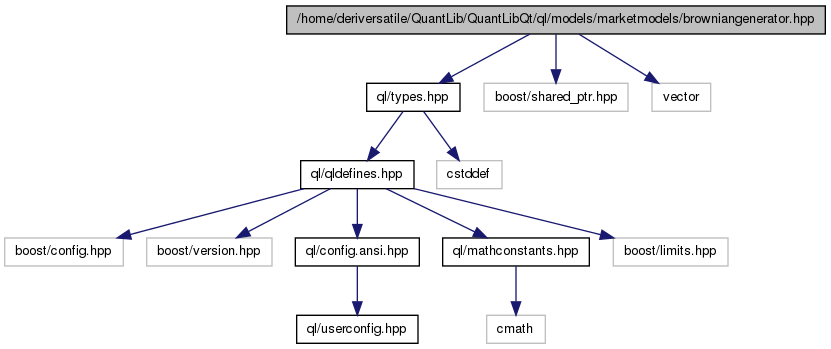 /home/deriversatile/QuantLib/QuantLibQt/ql/models/marketmodels/browniangenerator.hpp
ql/types.hpp
boost/shared_ptr.hpp
vector
ql/qldefines.hpp
cstddef
boost/config.hpp
boost/version.hpp
ql/config.ansi.hpp
ql/mathconstants.hpp
boost/limits.hpp
ql/userconfig.hpp
cmath